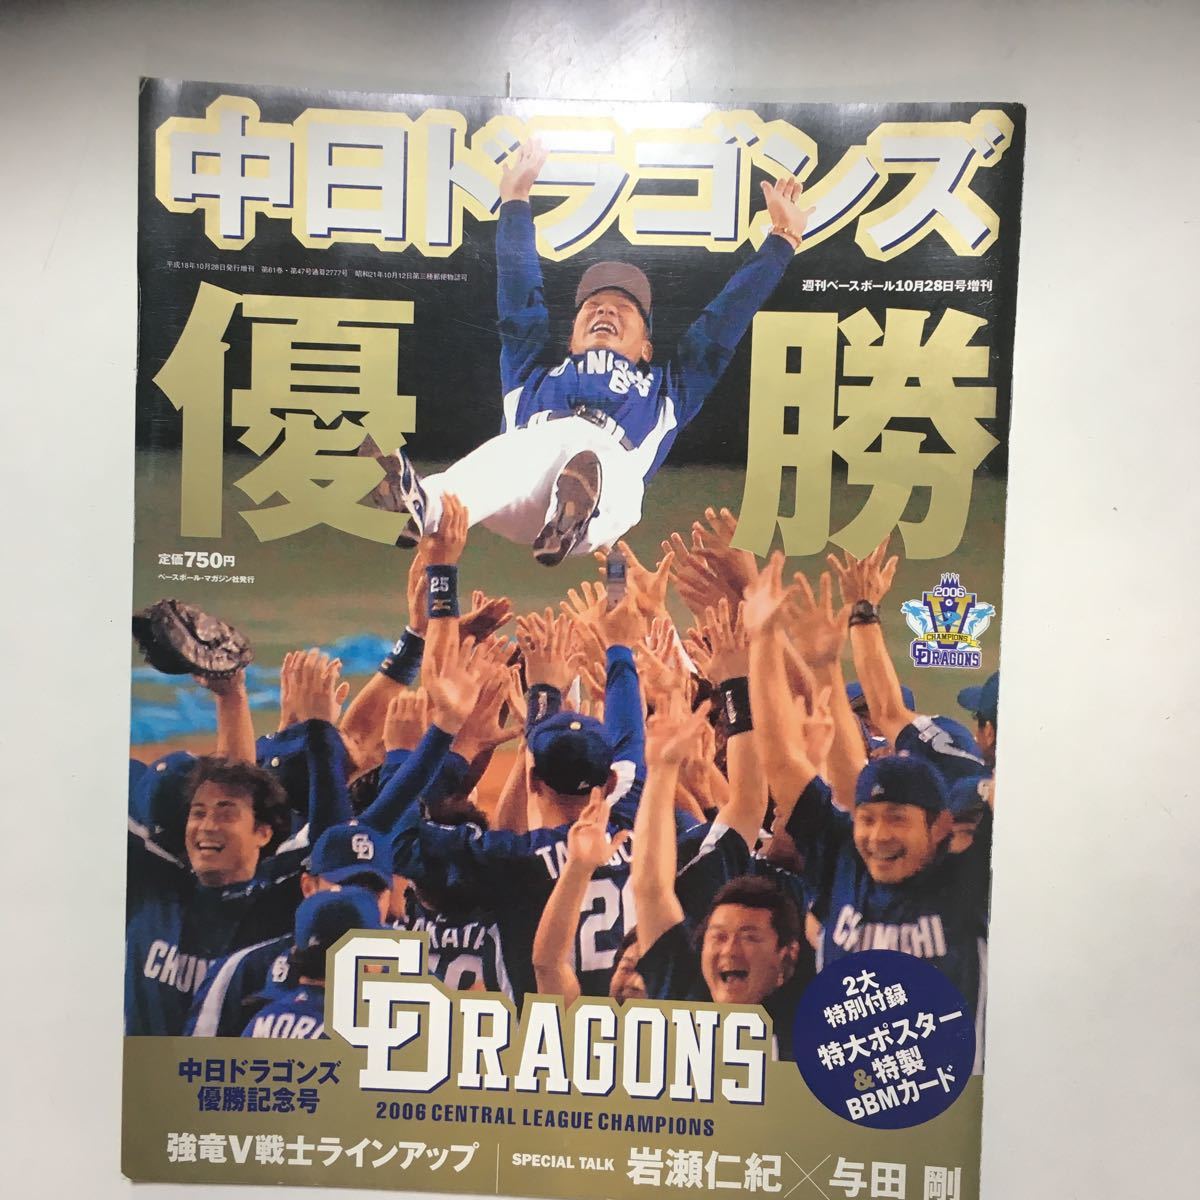 中日ドラゴンズ
平成18年10月28日発行増刊 第61巻・第47号通算2777号 昭和21年10月12日第三種郵便物認可
週刊ベースボール10月28日号増刊
優勝
定価750円
ベースボール・マガジン社発行
2006
V
CHAMPIONS
DRAGONS
25
CHUNICHI
2大
特別付録
特大ポスター
&特製
BBMカード
CDRAGONS
2006 CENTRAL LEAGUE CHAMPIONS
中日ドラゴンズ
優勝記念号
強竜V戦士ラインアップ
SPECIAL TALK 岩瀬仁紀×与田 剛